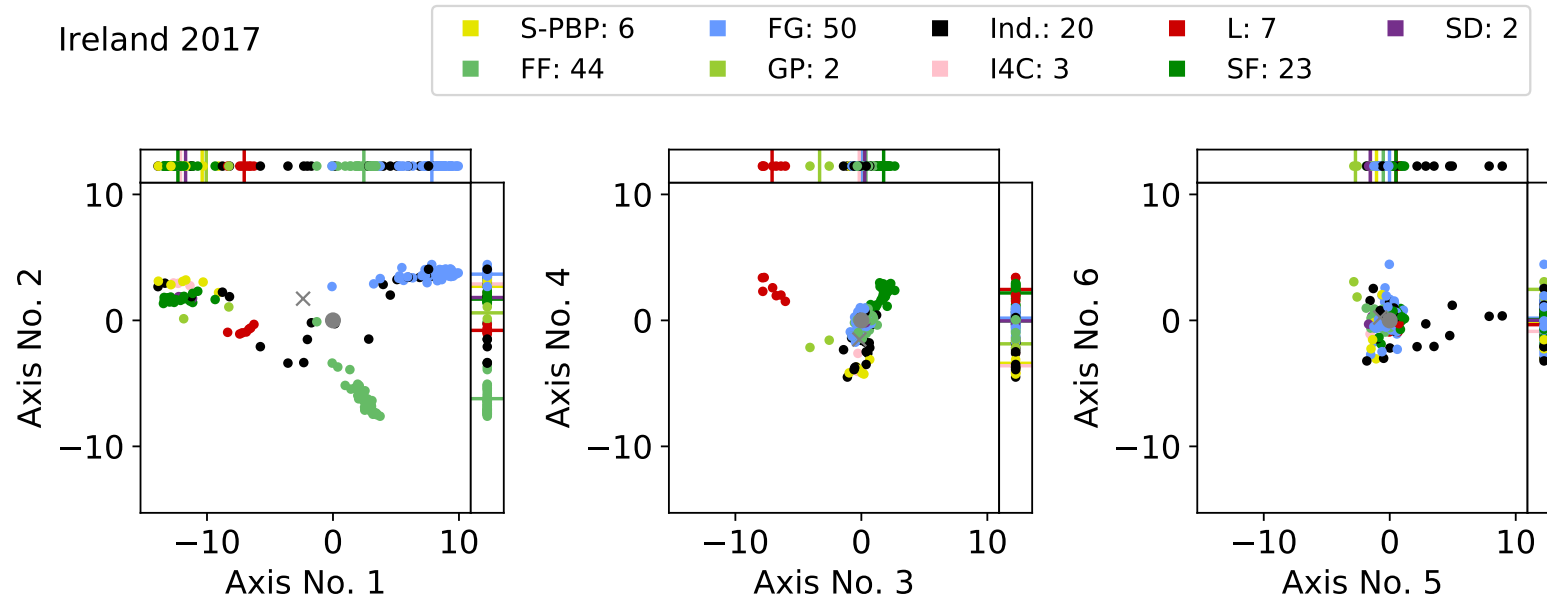 Ireland 2017
S-PBP: 6 FG: 50 Ind.: 20 L: 7 SD: 2
FF: 44 GP: 2 I4C: 3 SF: 23
10
0
−10
−10 0 10
Axis No. 1
Axis No. 2
10
0
−10
−10 0 10
Axis No. 3
Axis No. 4
10
0
−10
−10 0 10
Axis No. 5
Axis No. 6